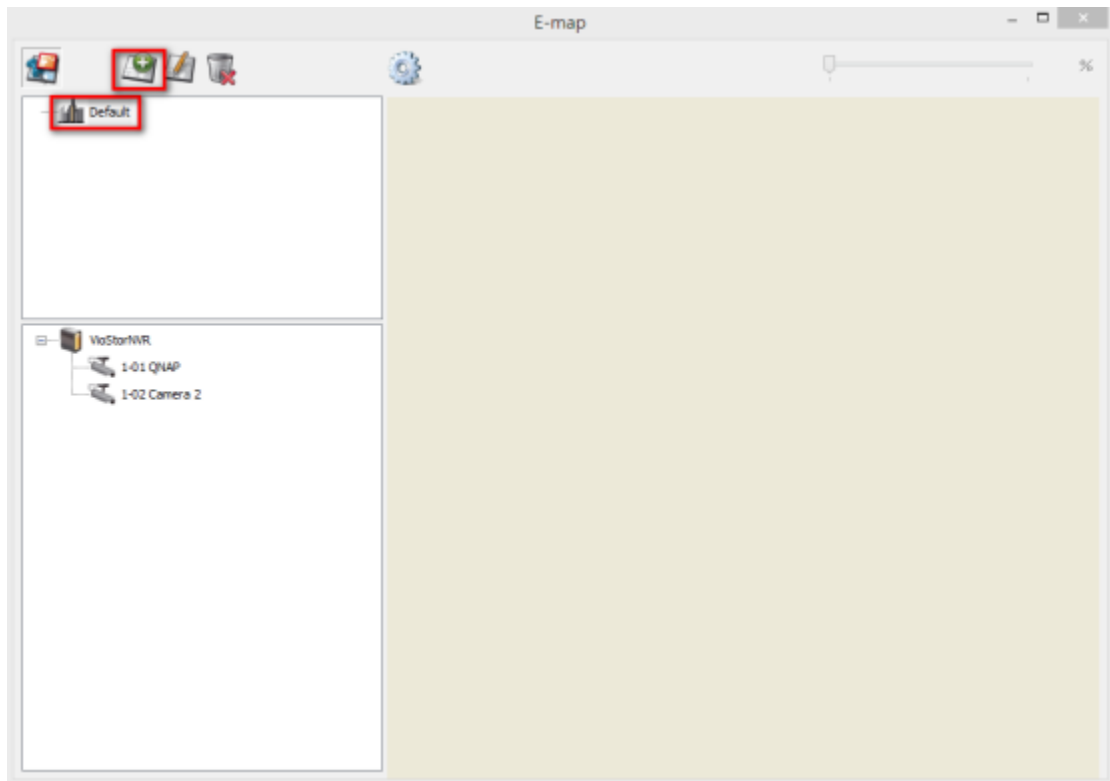 E-map
%
Default
VioStorNVR
1-01 QNAP
1-02 Camera 2